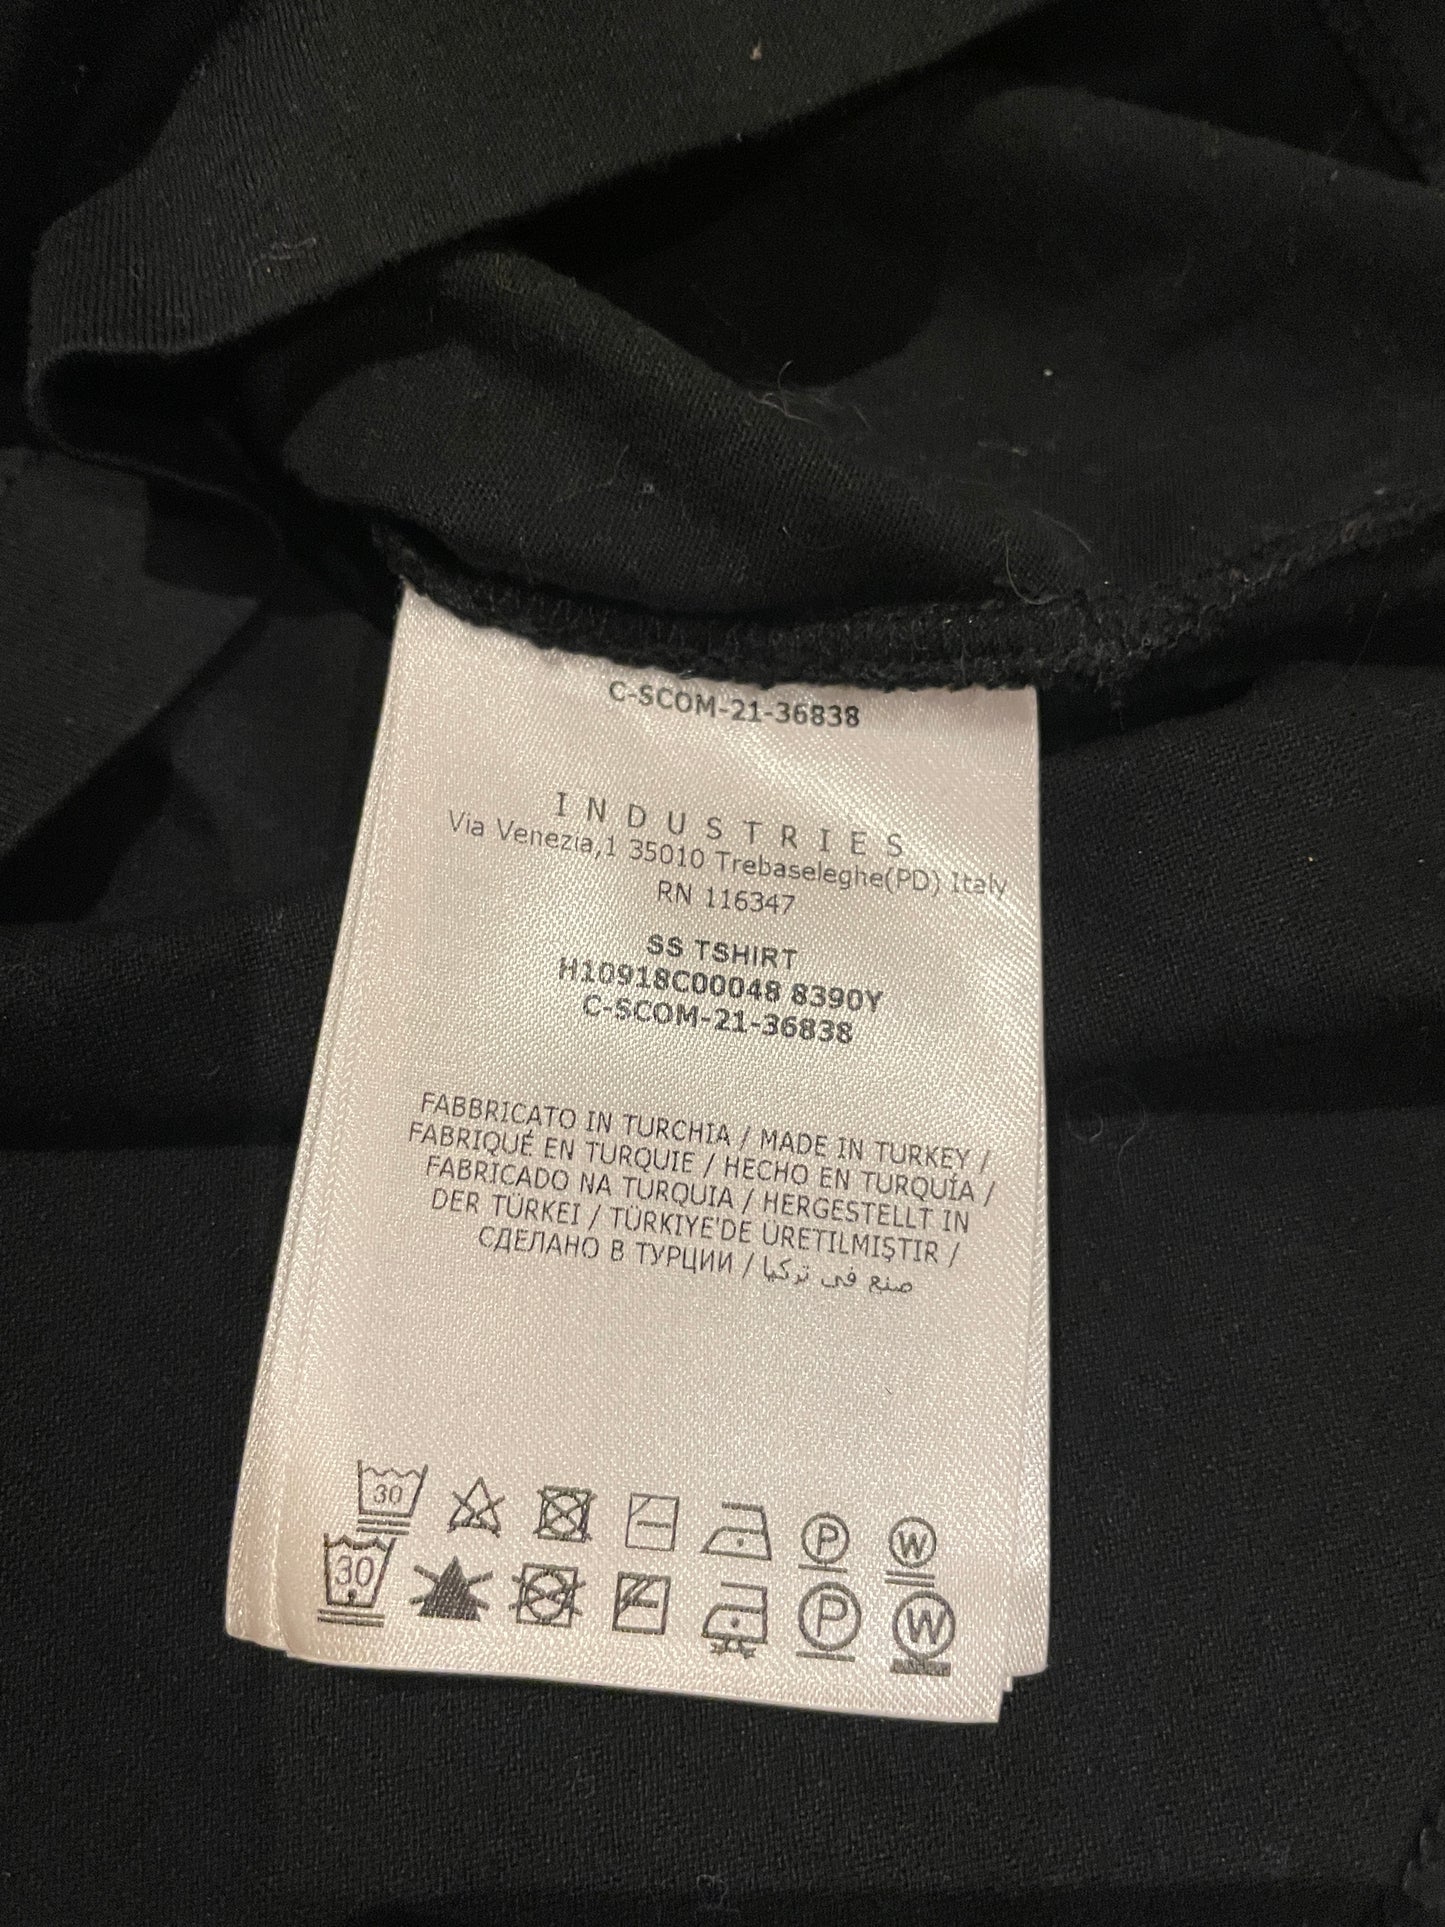 C-SCOM-21-36838
INDUSTRIES
Via Venezia,1 35010 Trebaseleghe(PD) Italy
RN 116347
SS TSHIRT
H10918C00048 8390Y
C-SCOM-21-36838
FABBRICATO IN TURCHIA / MADE IN TURKEY /
FABRIQUÉ EN TURQUIE / HECHO EN TURQUÍA /
FABRICADO NA TURQUIA / HERGESTELLT IN
DER TÜRKEI / TÜRKIYE'DE ÜRETILMIŞTIR /
СДЕЛАНО В ТУРЦИИ / صنع في تركيا
30 P W
30 P W